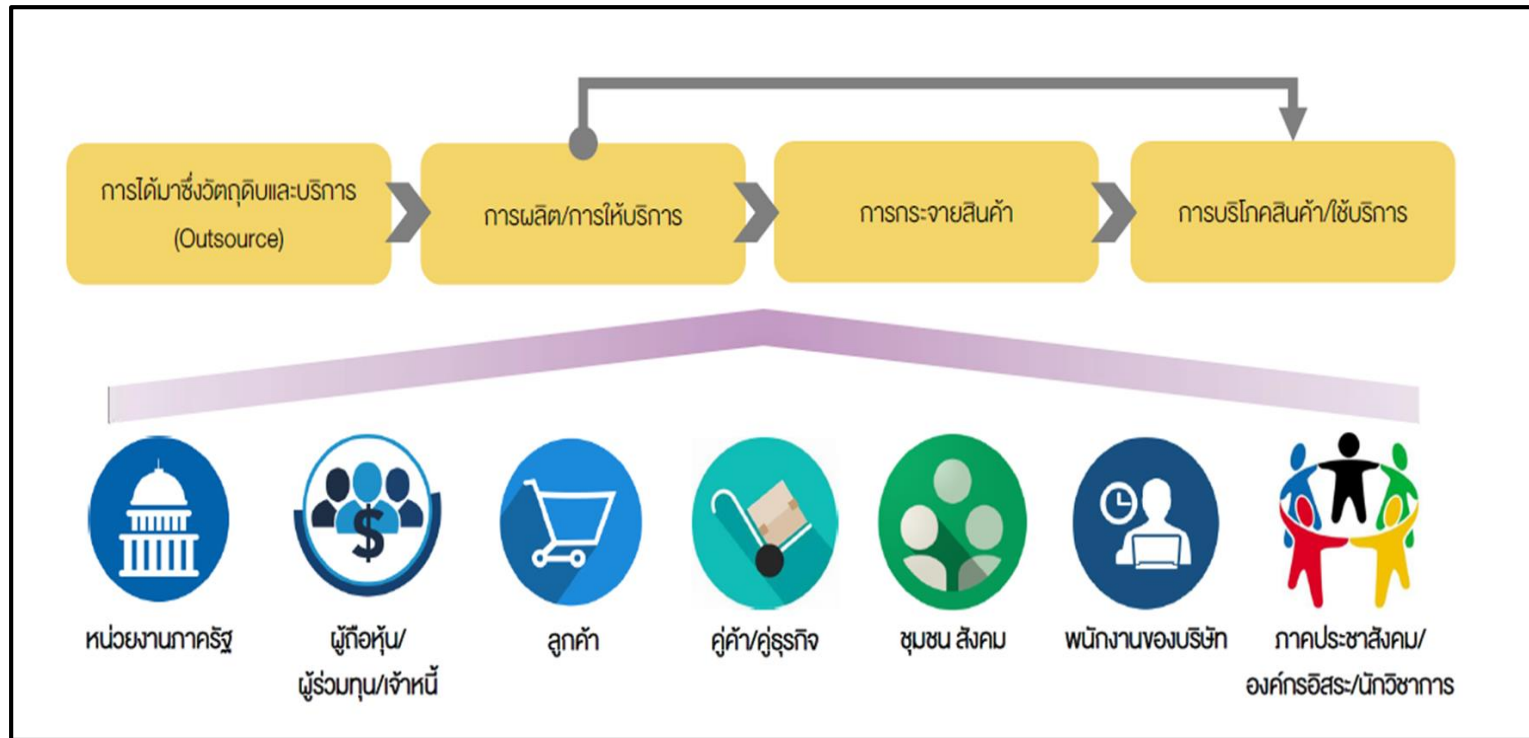 การได้มาซึ่งวัตถุดิบและบริการ
(Outsource)
การผลิต/การให้บริการ
การกระจายสินค้า
การบริโภคสินค้า/ใช้บริการ
หน่วยงานภาครัฐ
ผู้ถือหุ้น/
ผู้ร่วมทุน/เจ้าหนี้
ลูกค้า
คู่ค้า/คู่ธุรกิจ
ชุมชน สังคม
พนักงานของบริษัท
ภาคประชาสังคม/
องค์กรอิสระ/นักวิชาการ